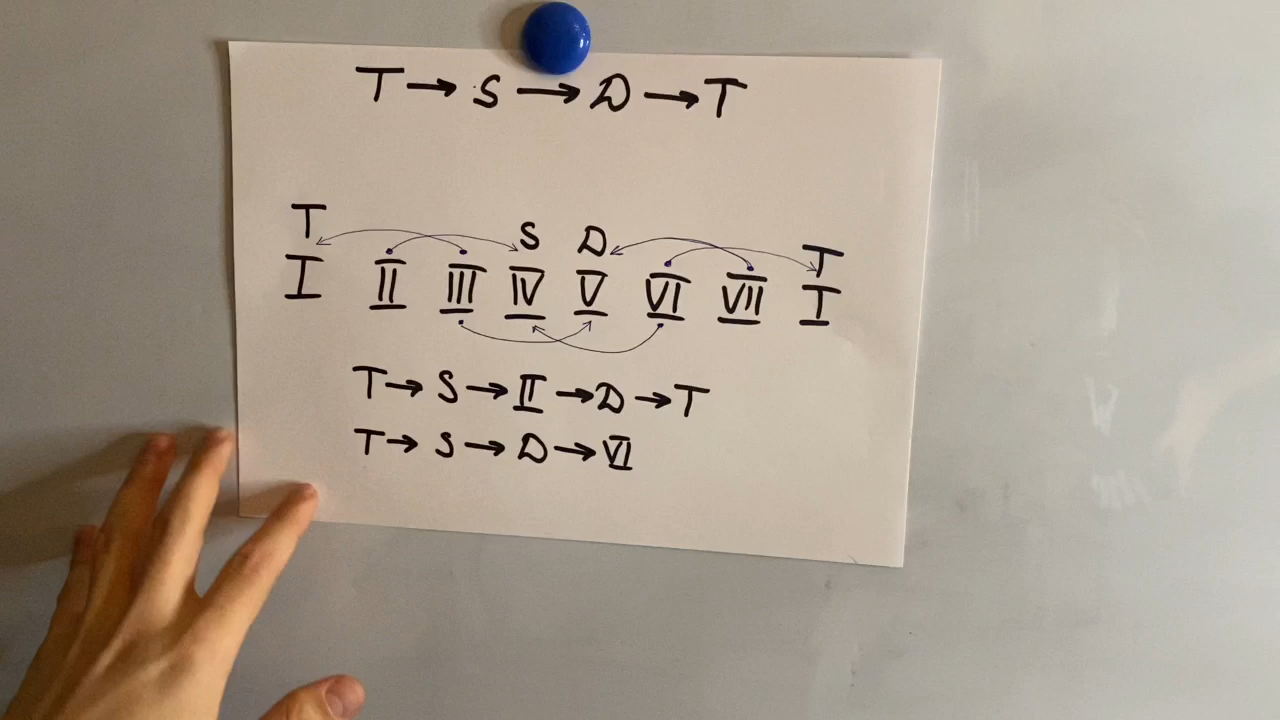 T → S → D → T
T S D T
I II III IV V VI VII I
T → S → II → D → T
T → S → D → VI